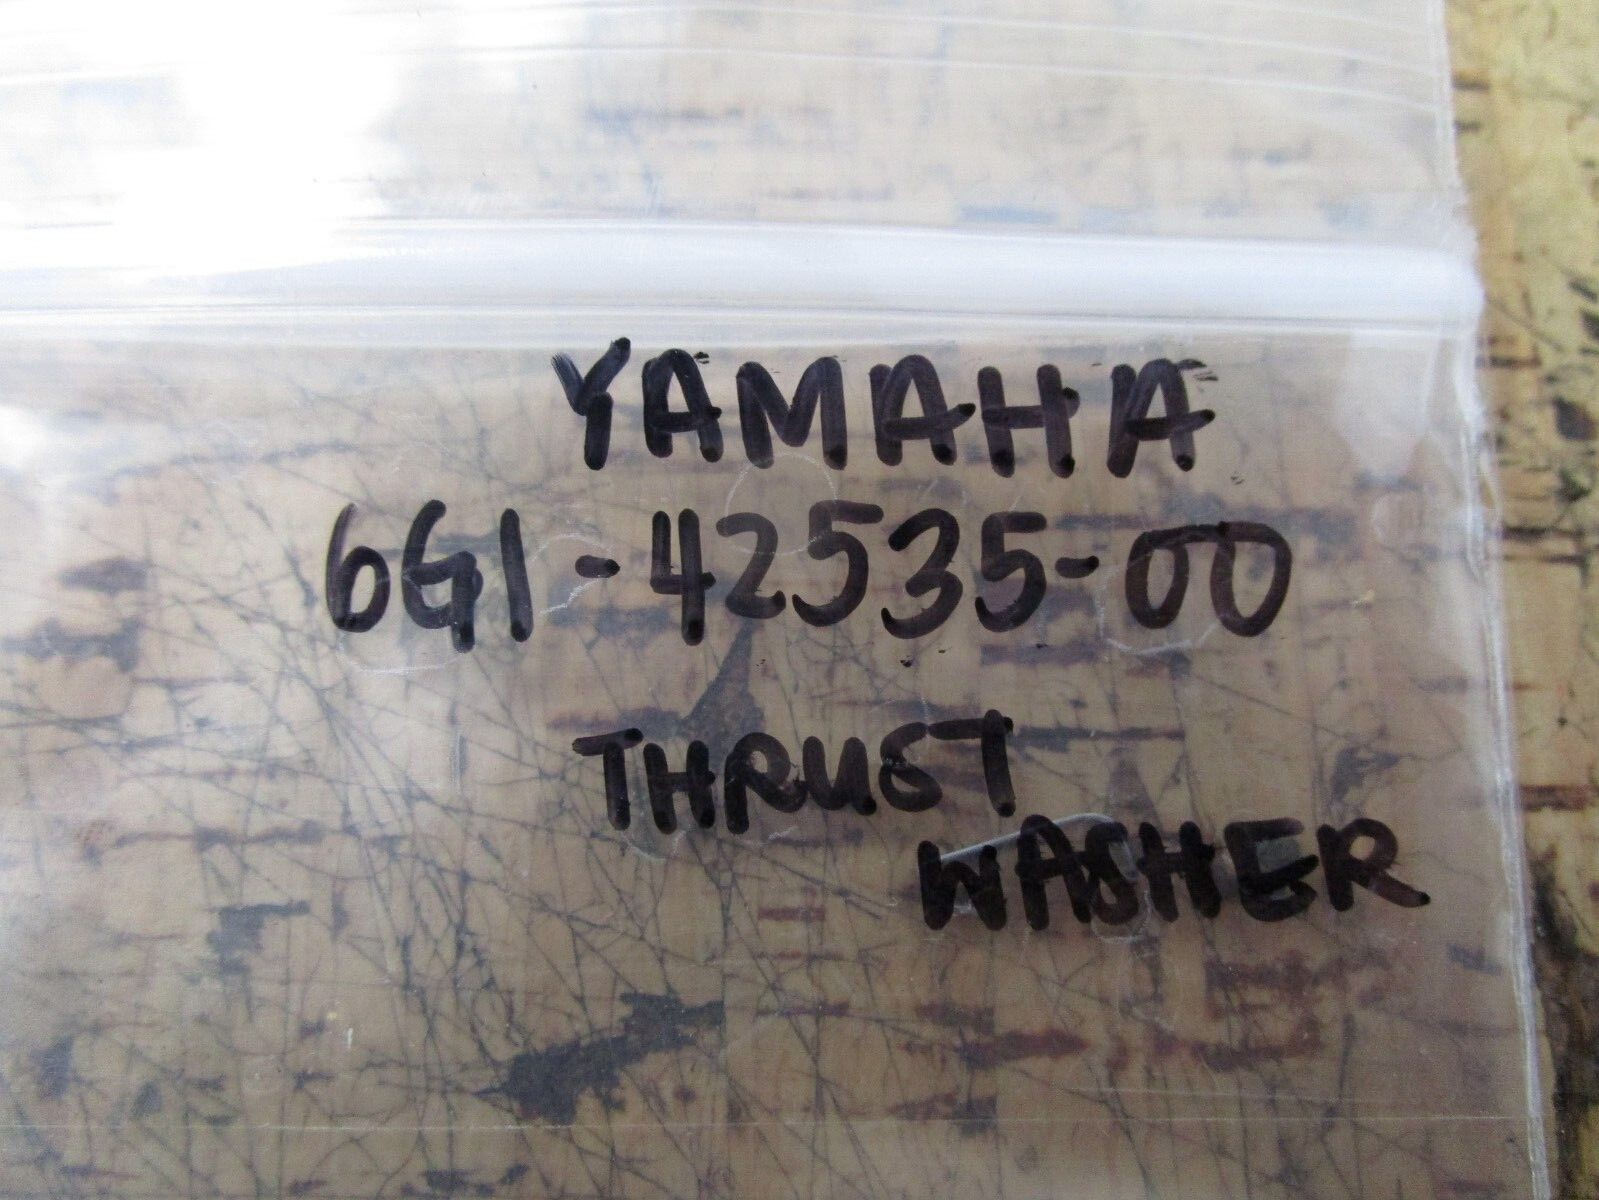 YAMAHA
6G1-42535-00
THRUST
WASHER